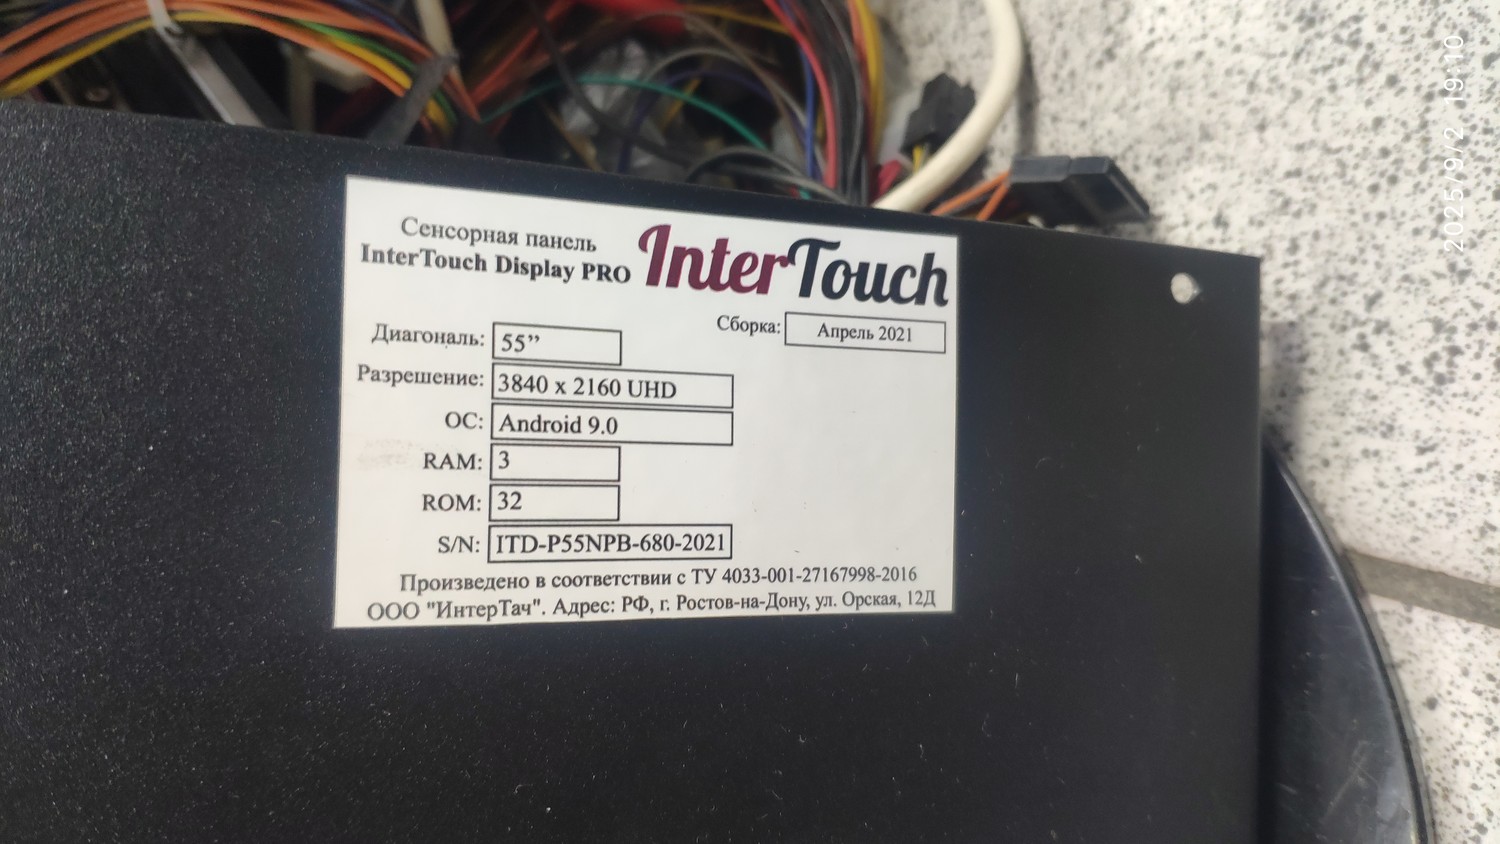 Сенсорная панель
InterTouch Display PRO
InterTouch
Сборка: Апрель 2021
Диагональ: 55”
Разрешение: 3840 x 2160 UHD
ОС: Android 9.0
RAM: 3
ROM: 32
S/N: ITD-P55NPB-680-2021
Произведено в соответствии с ТУ 4033-001-27167998-2016
ООО "ИнтерТач". Адрес: РФ, г. Ростов-на-Дону, ул. Орская, 12Д
2025/9/2 19:10